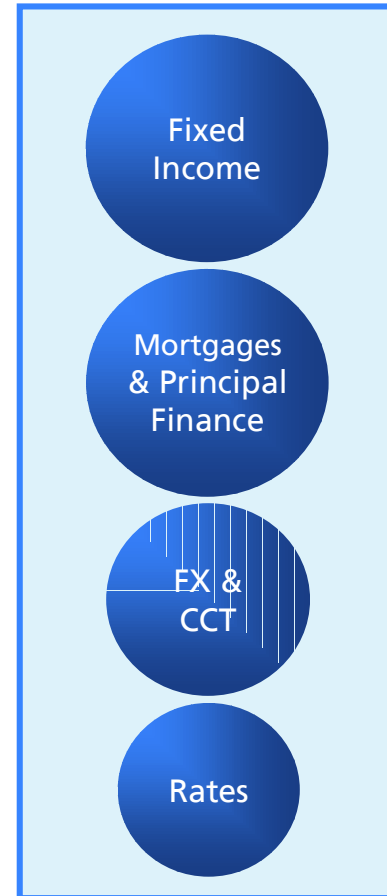 Fixed
Income
Mortgages
& Principal
Finance
FX &
CCT
Rates